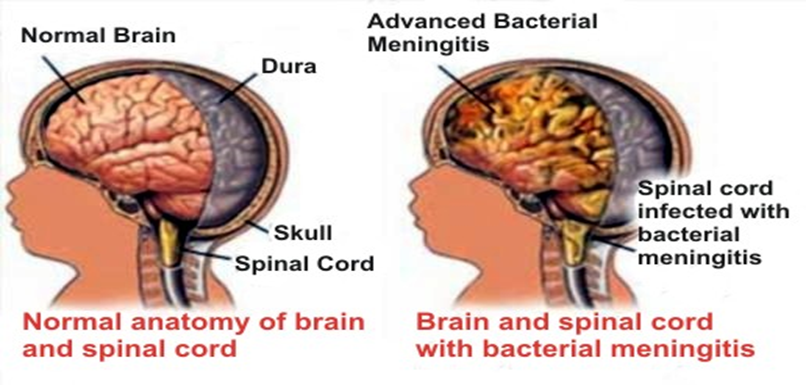 Normal Brain
Dura
Skull
Spinal Cord
Normal anatomy of brain
and spinal cord
Advanced Bacterial
Meningitis
Spinal cord
infected with
bacterial
meningitis
Brain and spinal cord
with bacterial meningitis